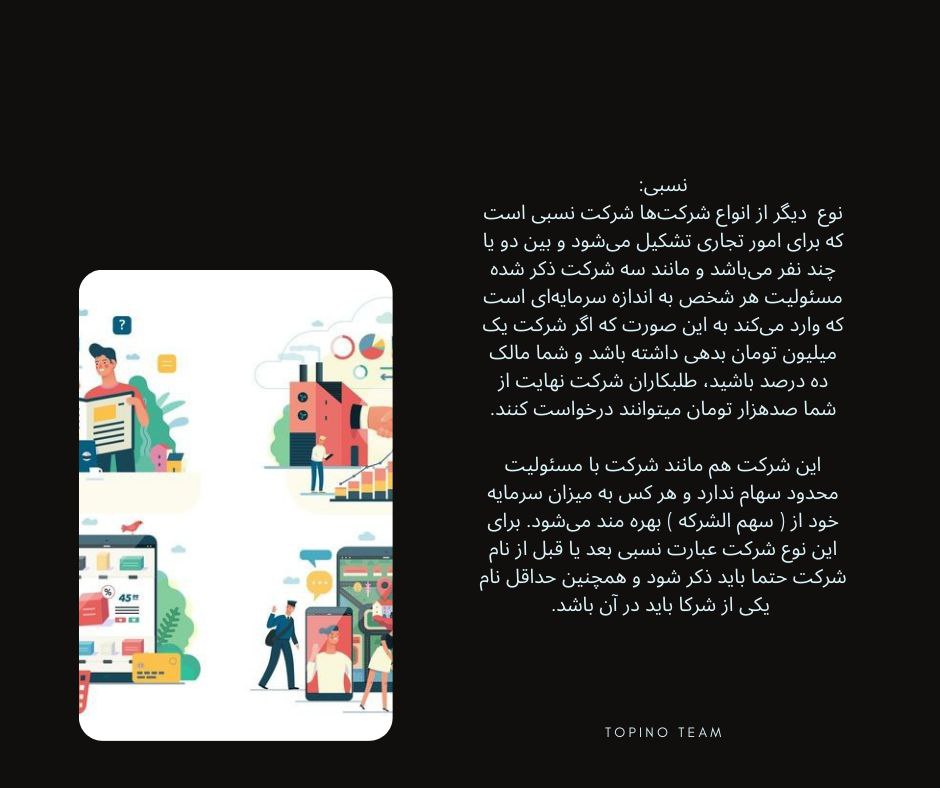 نسبی:
نوع  دیگر از انواع شرکت‌ها شرکت نسبی است
که برای امور تجاری تشکیل می‌شود و بین دو یا
چند نفر می‌باشد و مانند سه شرکت ذکر شده
مسئولیت هر شخص به اندازه سرمایه‌ای است
که وارد می‌کند به این صورت که اگر شرکت یک
میلیون تومان بدهی داشته باشد و شما مالک
ده درصد باشید، طلبکاران شرکت نهایت از
شما صدهزار تومان میتوانند درخواست کنند.
این شرکت هم مانند شرکت با مسئولیت
محدود سهام ندارد و هر کس به میزان سرمایه
خود از ( سهم الشرکه ) بهره مند می‌شود. برای
این نوع شرکت عبارت نسبی بعد یا قبل از نام
شرکت حتما باید ذکر شود و همچنین حداقل نام
یکی از شرکا باید در آن باشد.
?
%
45
TOPINO TEAM